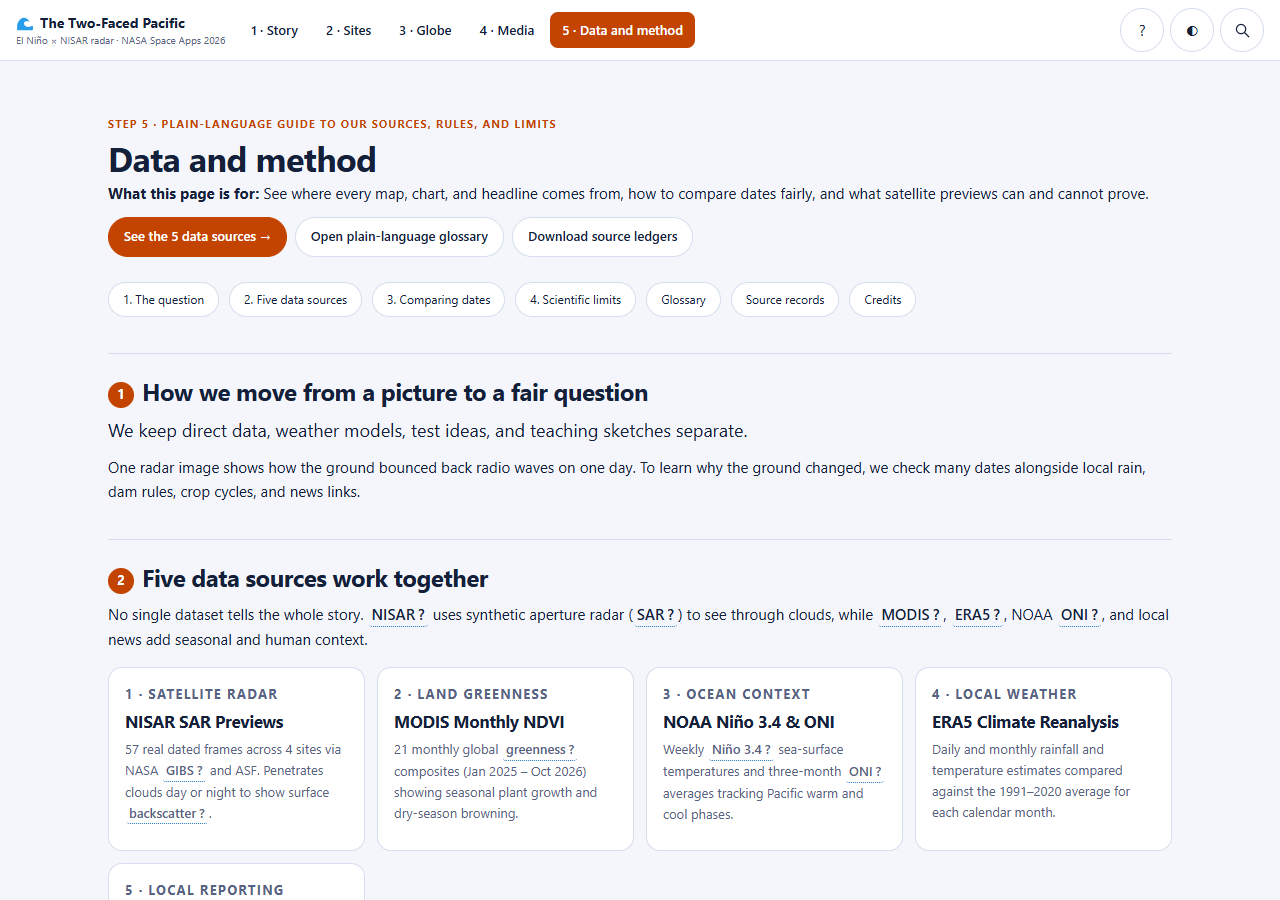 The Two-Faced Pacific
El Niño × NISAR radar · NASA Space Apps 2026
1 · Story
2 · Sites
3 · Globe
4 · Media
5 · Data and method
?
STEP 5 · PLAIN-LANGUAGE GUIDE TO OUR SOURCES, RULES, AND LIMITS
Data and method
What this page is for: See where every map, chart, and headline comes from, how to compare dates fairly, and what satellite previews can and cannot prove.
See the 5 data sources →
Open plain-language glossary
Download source ledgers
1. The question
2. Five data sources
3. Comparing dates
4. Scientific limits
Glossary
Source records
Credits
1 How we move from a picture to a fair question
We keep direct data, weather models, test ideas, and teaching sketches separate.
One radar image shows how the ground bounced back radio waves on one day. To learn why the ground changed, we check many dates alongside local rain,
dam rules, crop cycles, and news links.
2 Five data sources work together
No single dataset tells the whole story. NISAR ? uses synthetic aperture radar ( SAR ? ) to see through clouds, while MODIS ? , ERA5 ? , NOAA ONI ? , and local
news add seasonal and human context.
1 · SATELLITE RADAR
NISAR SAR Previews
57 real dated frames across 4 sites via
NASA GIBS ? and ASF. Penetrates
clouds day or night to show surface
backscatter ? .
2 · LAND GREENNESS
MODIS Monthly NDVI
21 monthly global greenness ?
composites (Jan 2025 – Oct 2026)
showing seasonal plant growth and
dry-season browning.
3 · OCEAN CONTEXT
NOAA Niño 3.4 & ONI
Weekly Niño 3.4 ? sea-surface
temperatures and three-month ONI ?
averages tracking Pacific warm and
cool phases.
4 · LOCAL WEATHER
ERA5 Climate Reanalysis
Daily and monthly rainfall and
temperature estimates compared
against the 1991–2020 average for
each calendar month.
5 · LOCAL REPORTING